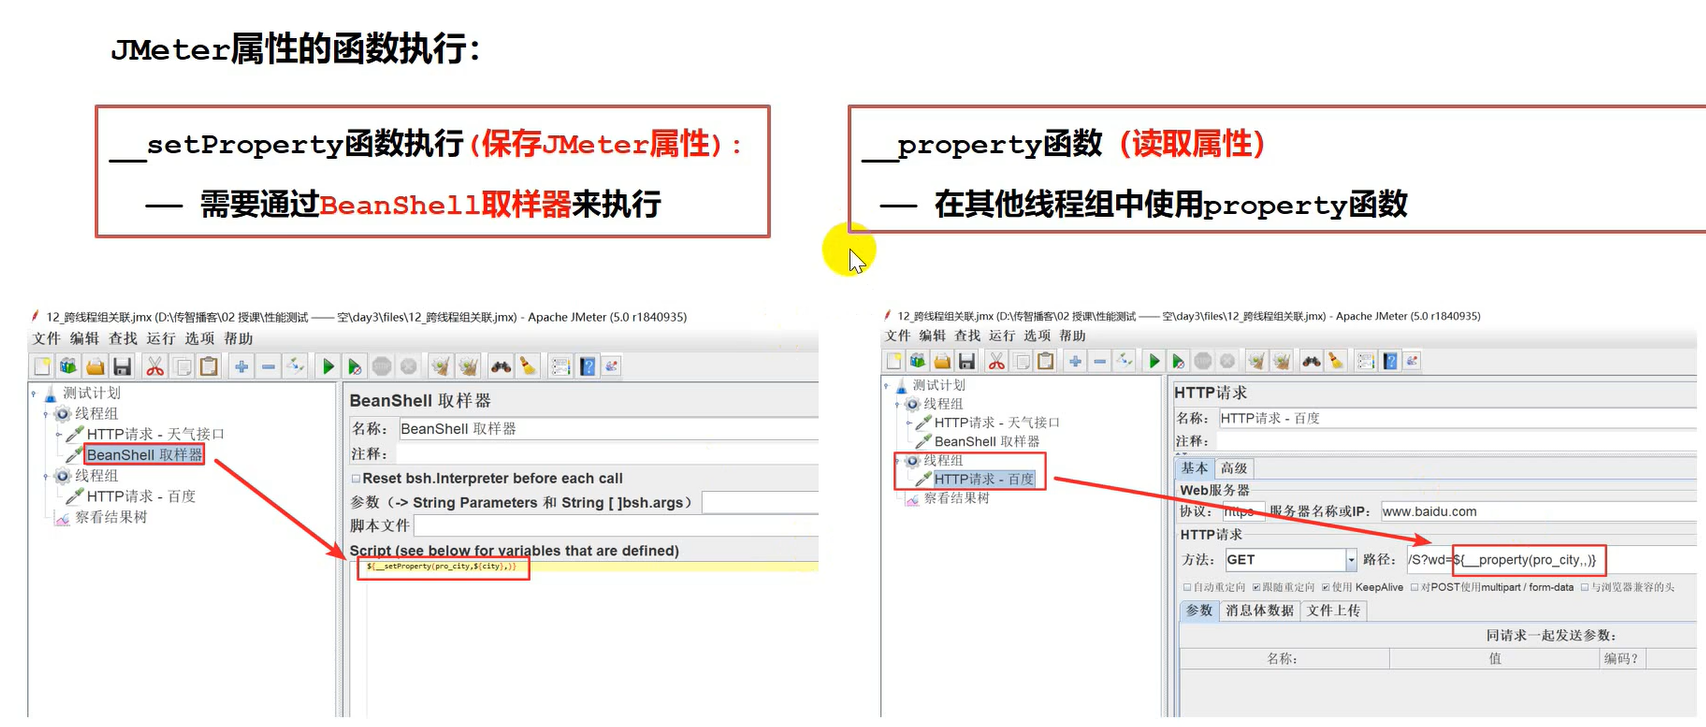 JMeter属性的函数执行:
__setProperty函数执行(保存JMeter属性):
— 需要通过BeanShell取样器来执行
__property函数（读取属性）
— 在其他线程组中使用property函数
12_跨线程组关联.jmx (D:\传智播客\02 授课\性能测试 —— 空\day3\files\12_跨线程组关联.jmx) - Apache JMeter (5.0 r1840935)
文件 编辑 查找 运行 选项 帮助
测试计划
线程组
HTTP请求 - 天气接口
BeanShell 取样器
线程组
HTTP请求 - 百度
察看结果树
BeanShell 取样器
名称： BeanShell 取样器
注释：
Reset bsh.Interpreter before each call
参数（-> String Parameters 和 String [ ]bsh.args）
脚本文件
Script (see below for variables that are defined)
${__setProperty(pro_city,${city},)}
12_跨线程组关联.jmx (D:\传智播客\02 授课\性能测试 —— 空\day3\files\12_跨线程组关联.jmx) - Apache JMeter (5.0 r1840935)
文件 编辑 查找 运行 选项 帮助
测试计划
线程组
HTTP请求 - 天气接口
BeanShell 取样器
线程组
HTTP请求 - 百度
察看结果树
HTTP请求
名称： HTTP请求 - 百度
注释：
基本 高级
Web服务器
协议： https 服务器名称或IP： www.baidu.com
HTTP请求
方法： GET 路径： /S?wd=${__property(pro_city,,)}
自动重定向 跟随重定向 使用 KeepAlive 对POST使用multipart / form-data 与浏览器兼容的头
参数 消息体数据 文件上传
同请求一起发送参数：
名称： 值 编码？